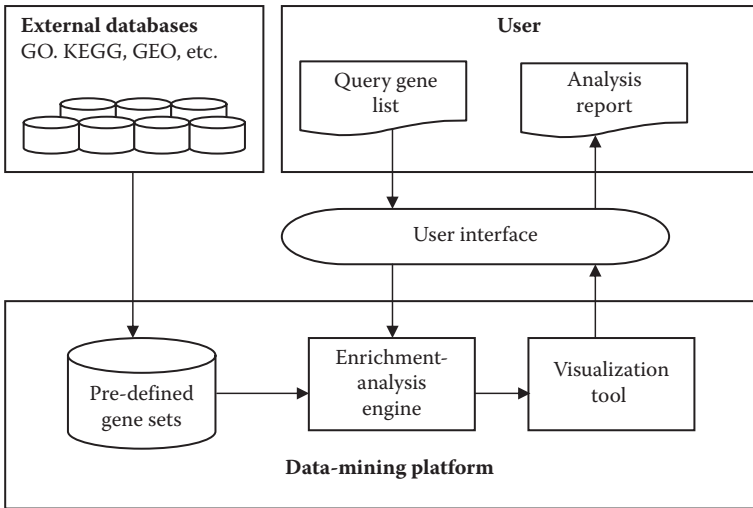 External databases
GO. KEGG, GEO, etc.
User
Query gene
list
Analysis
report
User interface
Pre-defined
gene sets
Enrichment-
analysis
engine
Visualization
tool
Data-mining platform